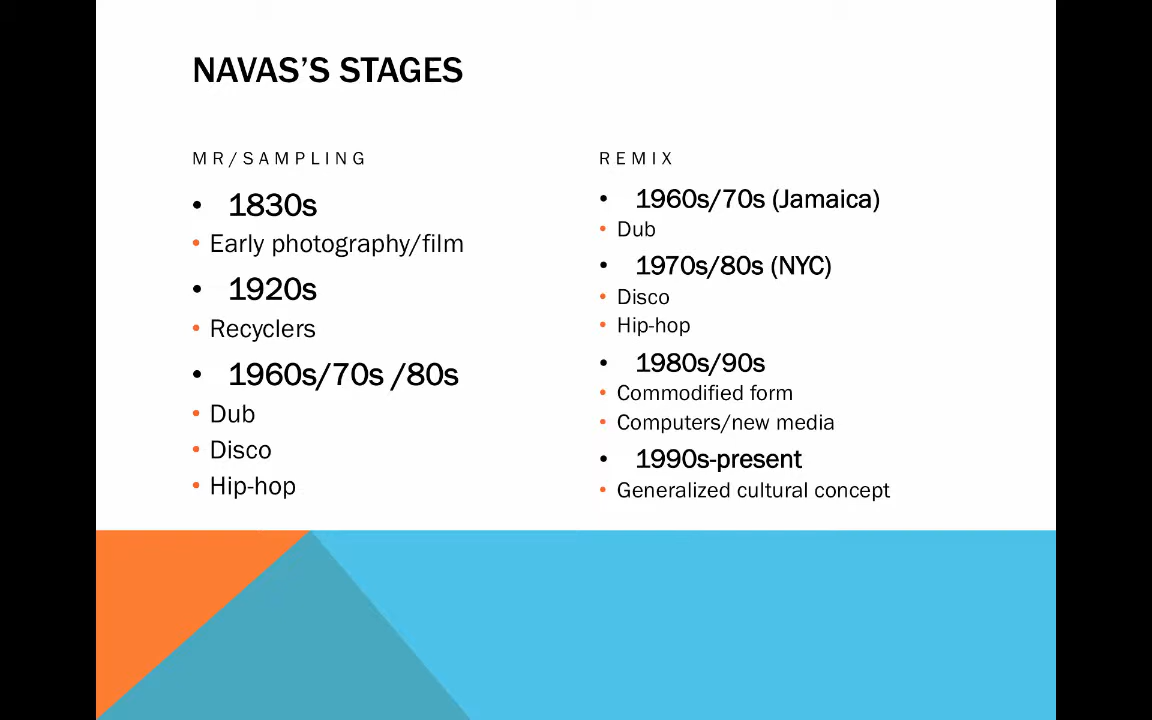 NAVAS’S STAGES
MR/SAMPLING
• 1830s
• Early photography/film
• 1920s
• Recyclers
• 1960s/70s /80s
• Dub
• Disco
• Hip-hop
REMIX
• 1960s/70s (Jamaica)
• Dub
• 1970s/80s (NYC)
• Disco
• Hip-hop
• 1980s/90s
• Commodified form
• Computers/new media
• 1990s-present
• Generalized cultural concept